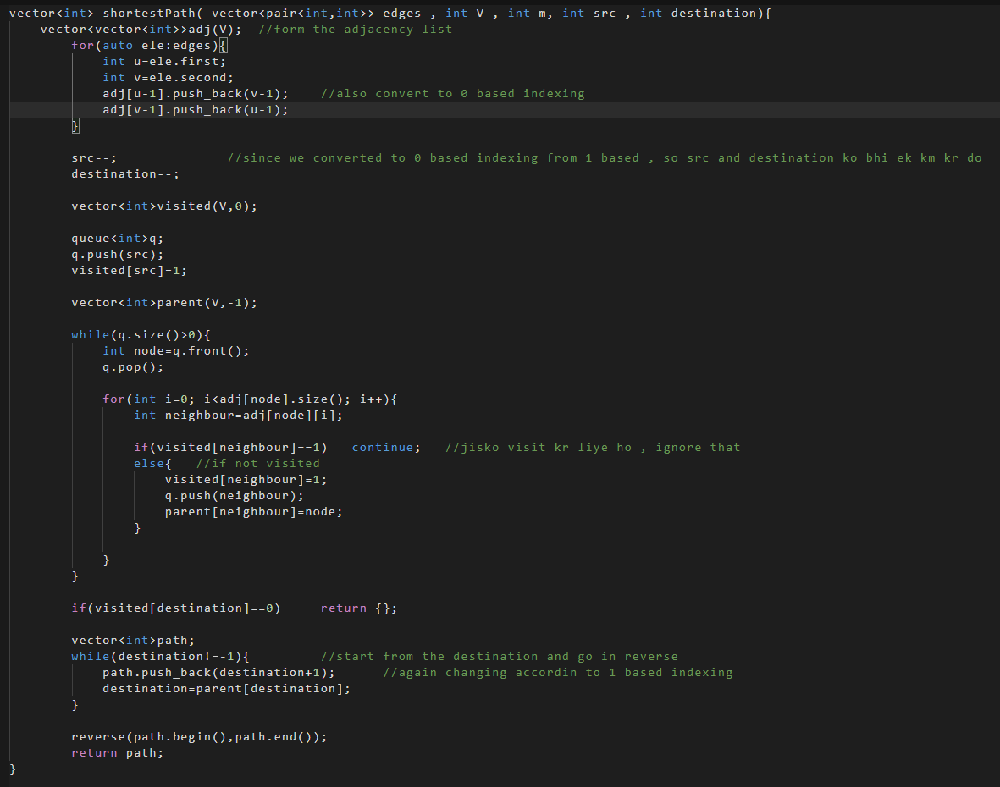 vector<int> shortestPath( vector<pair<int,int>> edges , int V , int m, int src , int destination){
    vector<vector<int>>adj(V);  //form the adjacency list
        for(auto ele:edges){
            int u=ele.first;
            int v=ele.second;
            adj[u-1].push_back(v-1);    //also convert to 0 based indexing
            adj[v-1].push_back(u-1);
        }

        src--;              //since we converted to 0 based indexing from 1 based , so src and destination ko bhi ek km kr do
        destination--;

        vector<int>visited(V,0);

        queue<int>q;
        q.push(src);
        visited[src]=1;

        vector<int>parent(V,-1);

        while(q.size()>0){
            int node=q.front();
            q.pop();

            for(int i=0; i<adj[node].size(); i++){
                int neighbour=adj[node][i];

                if(visited[neighbour]==1)   continue;   //jisko visit kr liye ho , ignore that
                else{   //if not visited
                    visited[neighbour]=1;
                    q.push(neighbour);
                    parent[neighbour]=node;
                }

            }
        }

        if(visited[destination]==0)     return {};

        vector<int>path;
        while(destination!=-1){         //start from the destination and go in reverse
            path.push_back(destination+1);      //again changing accordin to 1 based indexing
            destination=parent[destination];
        }

        reverse(path.begin(),path.end());
        return path;
}